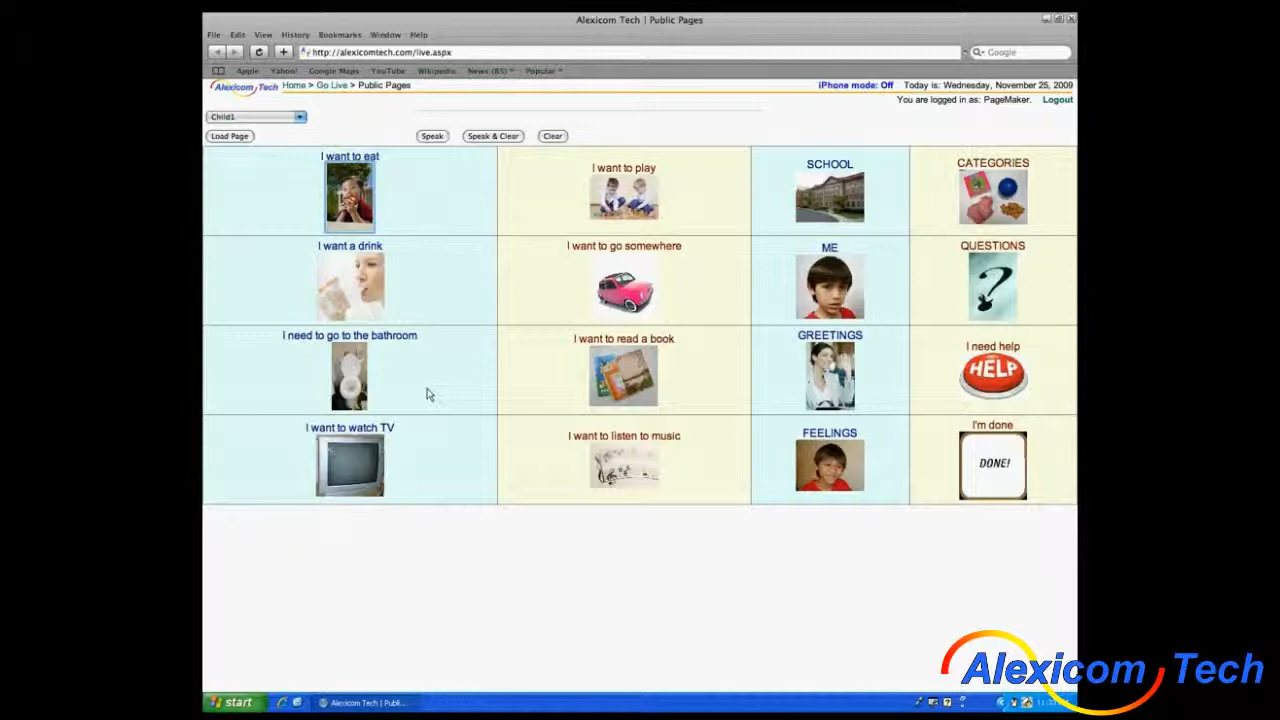 Alexicom Tech | Public Pages
File Edit View History Bookmarks Window Help
http://alexicomtech.com/live.aspx
Google
Apple Yahoo! Google Maps YouTube Wikipedia News (85) Popular
Alexicom Tech Home > Go Live > Public Pages iPhone mode: Off Today is: Wednesday, November 25, 2009
You are logged in as: PageMaker. Logout
Child1
Load Page Speak Speak & Clear Clear
I want to eat
I want to play
SCHOOL
CATEGORIES
I want a drink
I want to go somewhere
ME
QUESTIONS
I need to go to the bathroom
I want to read a book
GREETINGS
I need help
HELP
I want to watch TV
I want to listen to music
FEELINGS
I'm done
DONE!
Alexicom Tech
start Alexicom Tech | Publi...